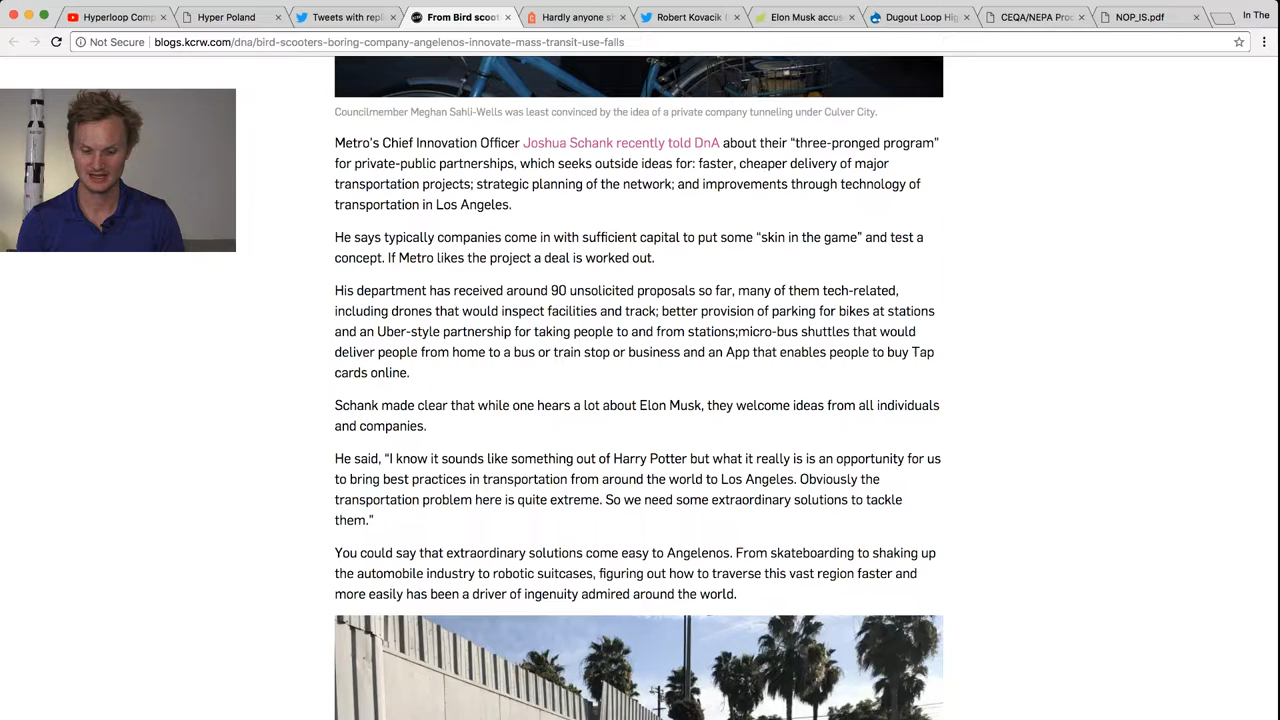 Hyperloop Comp
Hyper Poland
Tweets with repli
From Bird scoot
Hardly anyone s
Robert Kovacik (
Elon Musk accus
Dugout Loop Hig
CEQA/NEPA Proc
NOP_IS.pdf
In The
Not Secure
blogs.kcrw.com/dna/bird-scooters-boring-company-angelenos-innovate-mass-transit-use-falls
Councilmember Meghan Sahli-Wells was least convinced by the idea of a private company tunneling under Culver City.
Metro's Chief Innovation Officer Joshua Schank recently told DnA about their “three-pronged program”
for private-public partnerships, which seeks outside ideas for: faster, cheaper delivery of major
transportation projects; strategic planning of the network; and improvements through technology of
transportation in Los Angeles.
He says typically companies come in with sufficient capital to put some “skin in the game” and test a
concept. If Metro likes the project a deal is worked out.
His department has received around 90 unsolicited proposals so far, many of them tech-related,
including drones that would inspect facilities and track; better provision of parking for bikes at stations
and an Uber-style partnership for taking people to and from stations;micro-bus shuttles that would
deliver people from home to a bus or train stop or business and an App that enables people to buy Tap
cards online.
Schank made clear that while one hears a lot about Elon Musk, they welcome ideas from all individuals
and companies.
He said, “I know it sounds like something out of Harry Potter but what it really is is an opportunity for us
to bring best practices in transportation from around the world to Los Angeles. Obviously the
transportation problem here is quite extreme. So we need some extraordinary solutions to tackle
them.”
You could say that extraordinary solutions come easy to Angelenos. From skateboarding to shaking up
the automobile industry to robotic suitcases, figuring out how to traverse this vast region faster and
more easily has been a driver of ingenuity admired around the world.